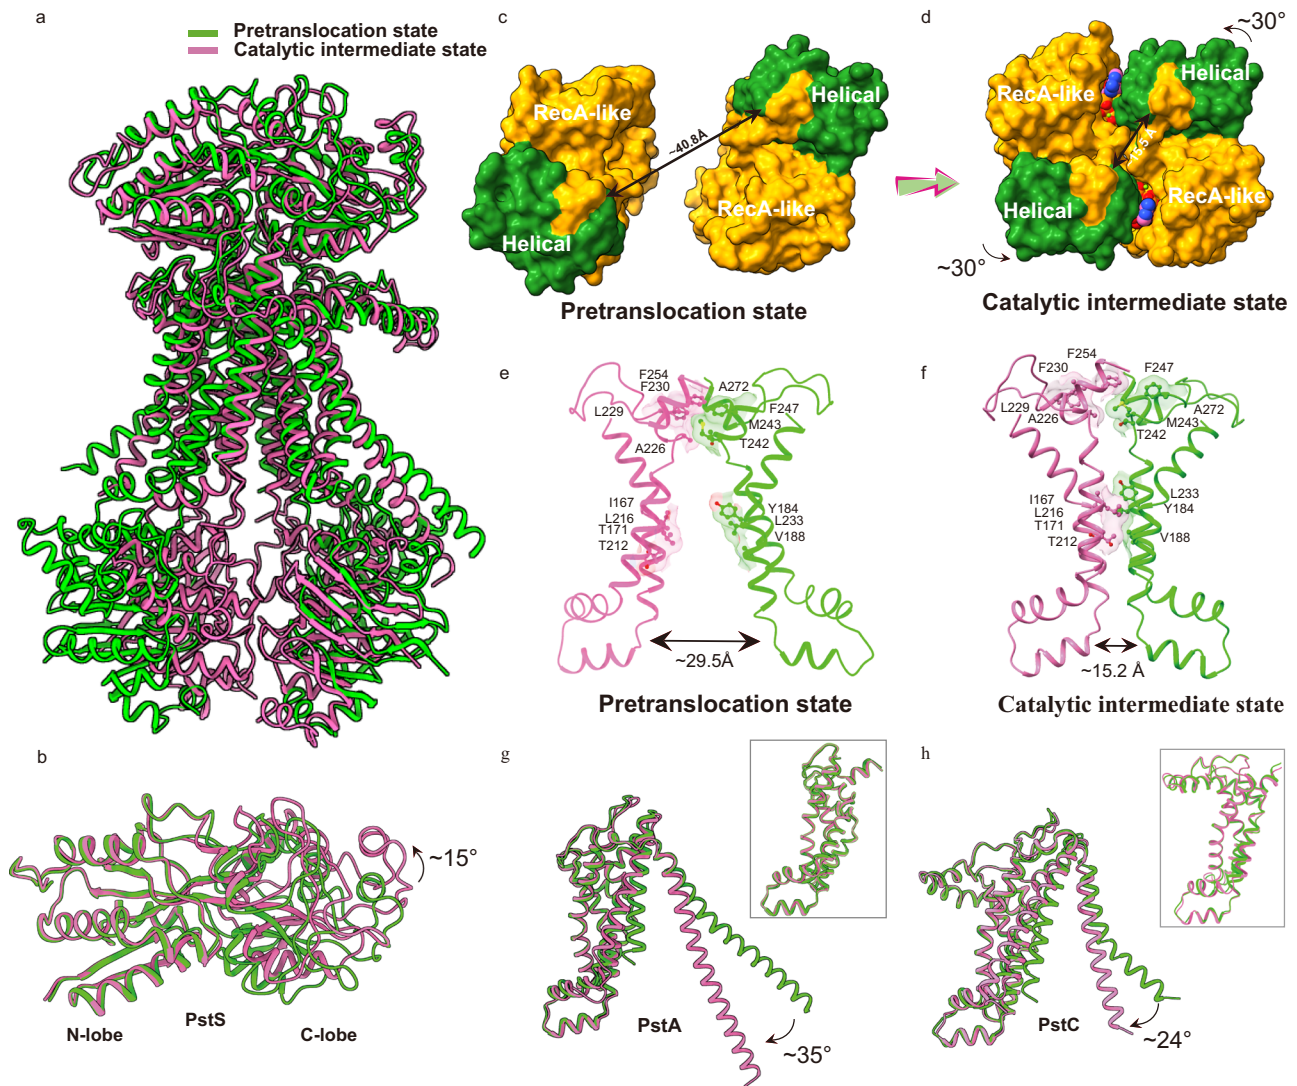 a
Pretranslocation state
Catalytic intermediate state
c
RecA-like
Helical
~40.8Å
Helical
RecA-like
Pretranslocation state
d
~30°
RecA-like
Helical
~15.5 Å
Helical
RecA-like
~30°
Catalytic intermediate state
e
F254
F230
A272
L229
F247
M243
A226
T242
I167
L216
T171
T212
Y184
L233
V188
~29.5Å
Pretranslocation state
f
F254
F230
F247
L229
A226
A272
M243
T242
I167
L216
T171
T212
L233
Y184
V188
~15.2 Å
Catalytic intermediate state
b
~15°
N-lobe
PstS
C-lobe
g
PstA
~35°
h
PstC
~24°